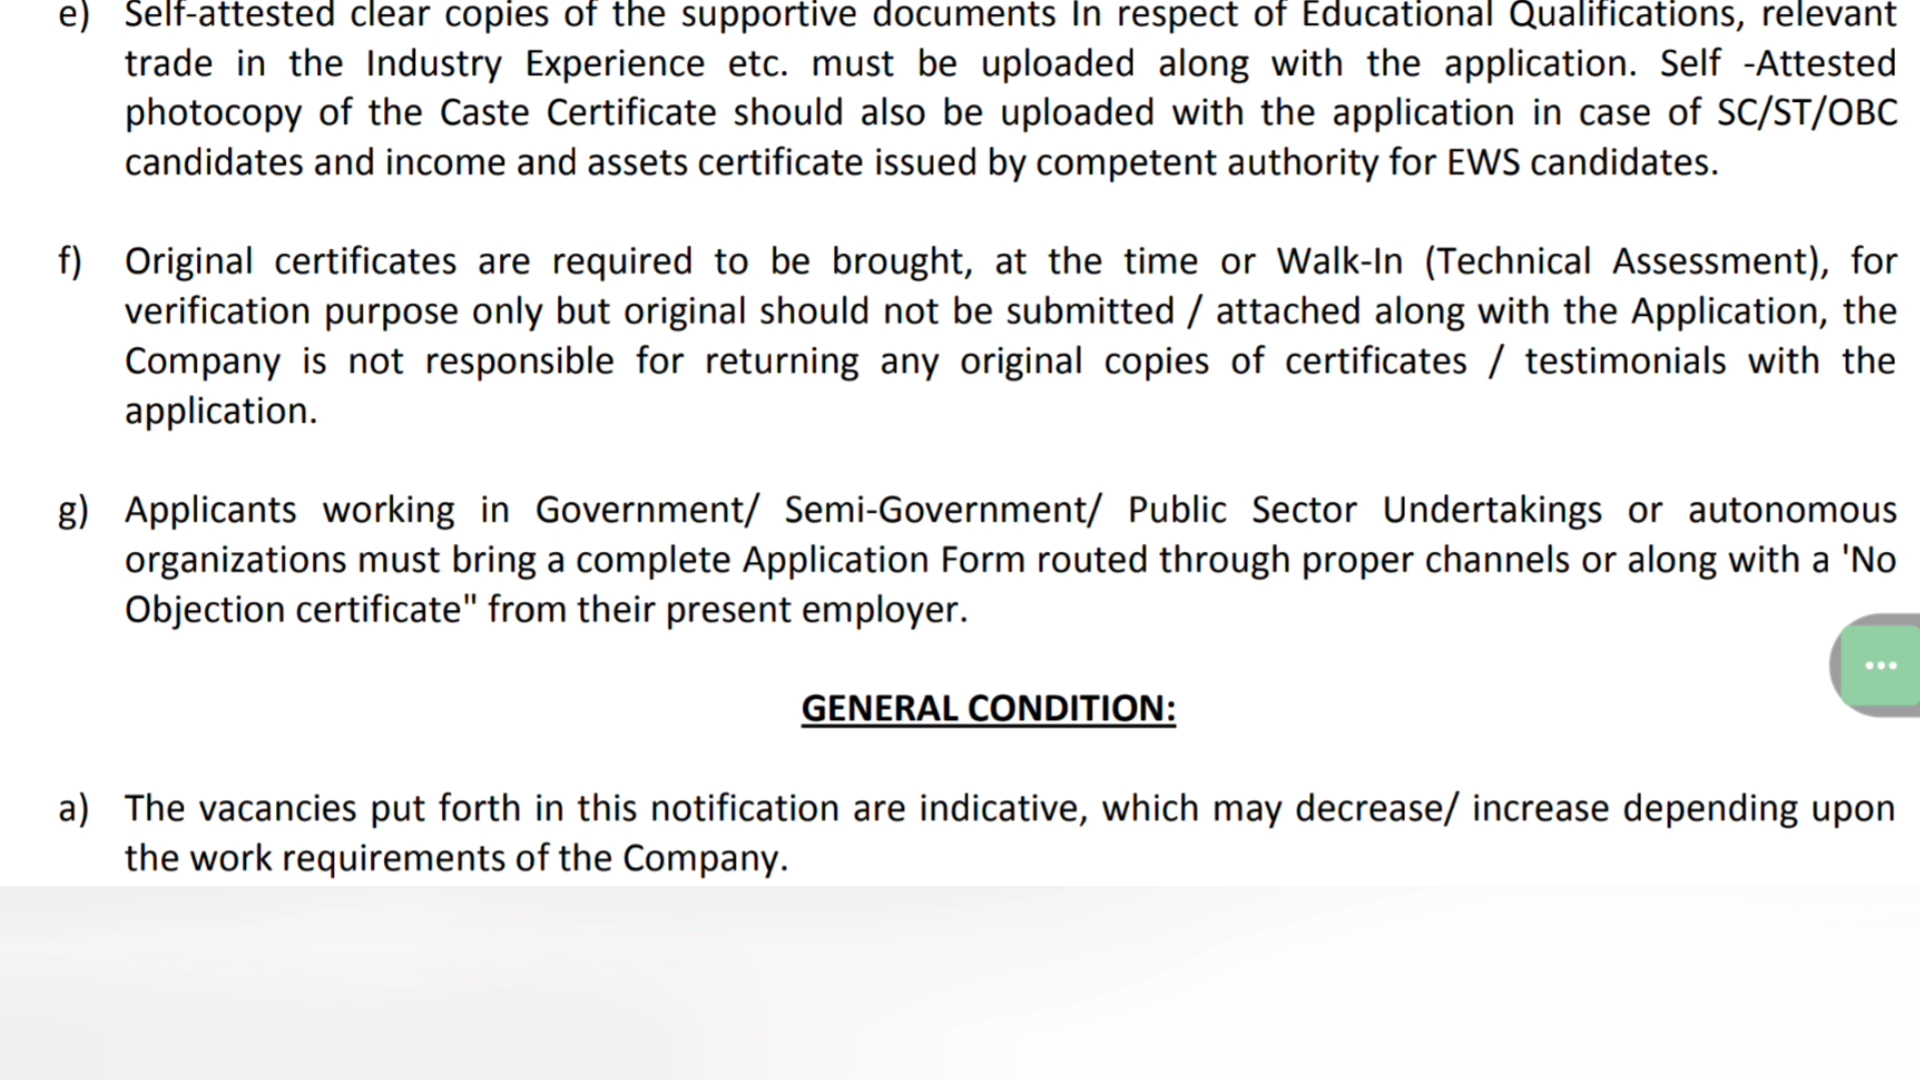 e) Self-attested clear copies of the supportive documents In respect of Educational Qualifications, relevant
trade in the Industry Experience etc. must be uploaded along with the application. Self -Attested
photocopy of the Caste Certificate should also be uploaded with the application in case of SC/ST/OBC
candidates and income and assets certificate issued by competent authority for EWS candidates.
f) Original certificates are required to be brought, at the time or Walk-In (Technical Assessment), for
verification purpose only but original should not be submitted / attached along with the Application, the
Company is not responsible for returning any original copies of certificates / testimonials with the
application.
g) Applicants working in Government/ Semi-Government/ Public Sector Undertakings or autonomous
organizations must bring a complete Application Form routed through proper channels or along with a 'No
Objection certificate" from their present employer.
GENERAL CONDITION:
a) The vacancies put forth in this notification are indicative, which may decrease/ increase depending upon
the work requirements of the Company.